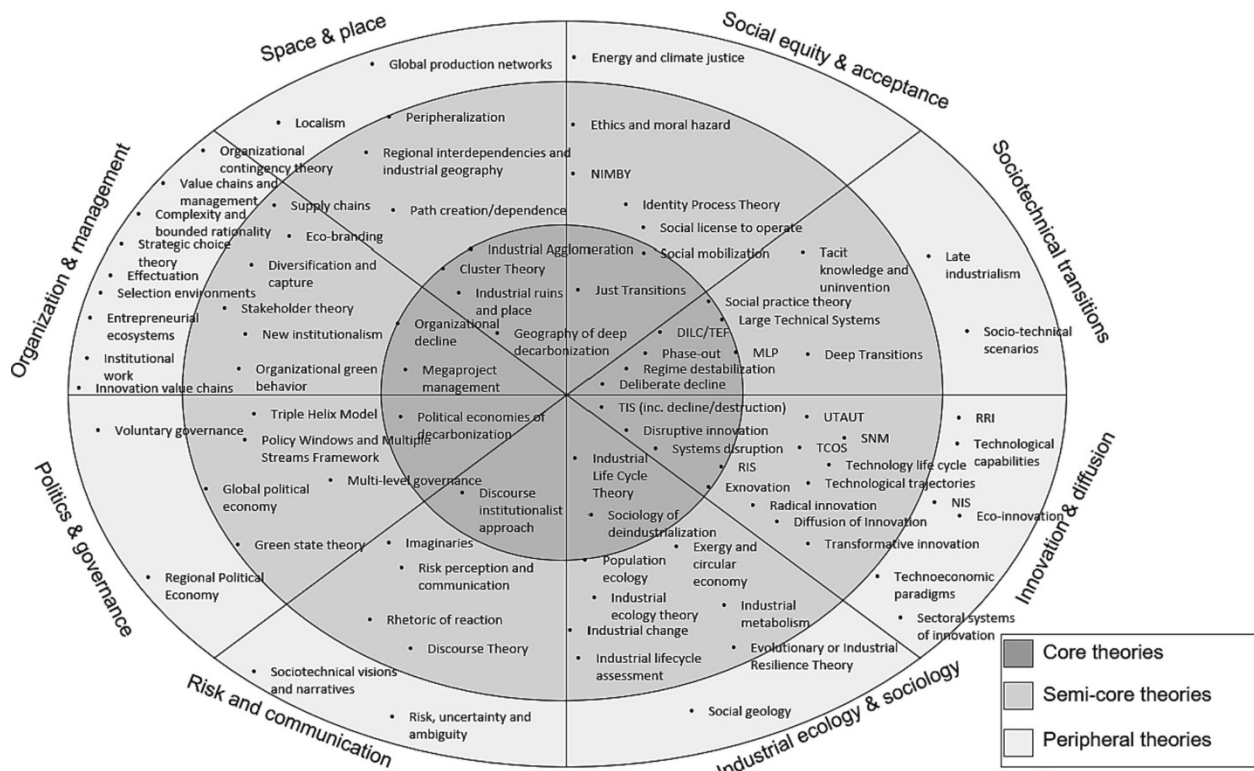 Space & place
Global production networks
Localism
Peripheralization
Regional interdependencies and
industrial geography
Path creation/dependence
Industrial Agglomeration
Cluster Theory
Industrial ruins
and place
Geography of deep
decarbonization
Social equity & acceptance
Energy and climate justice
Ethics and moral hazard
NIMBY
Identity Process Theory
Social license to operate
Social mobilization
Just Transitions
Sociotechnical transitions
Late
industrialism
Socio-technical
scenarios
Tacit
knowledge and
uninvention
Social practice theory
Large Technical Systems
DILC/TEF
Phase-out
MLP
Deep Transitions
Regime destabilization
Deliberate decline
Organization & management
Organizational
contingency theory
Value chains and
management
Complexity and
bounded rationality
Strategic choice
theory
Effectuation
Selection environments
Entrepreneurial
ecosystems
Institutional
work
Innovation value chains
Supply chains
Eco-branding
Diversification and
capture
Stakeholder theory
New institutionalism
Organizational green
behavior
Organizational
decline
Megaproject
management
Politics & governance
Voluntary governance
Regional Political
Economy
Triple Helix Model
Policy Windows and Multiple
Streams Framework
Global political
economy
Multi-level governance
Green state theory
Political economies of
decarbonization
Risk and communication
Discourse
institutionalist
approach
Imaginaries
Risk perception and
communication
Rhetoric of reaction
Discourse Theory
Sociotechnical visions
and narratives
Risk, uncertainty and
ambiguity
Industrial ecology & sociology
Industrial
Life Cycle
Theory
Sociology of
deindustrialization
Population
ecology
Exergy and
circular
economy
Industrial
ecology theory
Industrial
metabolism
Industrial change
Industrial lifecycle
assessment
Evolutionary or Industrial
Resilience Theory
Social geology
Innovation & diffusion
TIS (inc. decline/destruction)
Disruptive innovation
Systems disruption
UTAUT
SNM
TCOS
RIS
Technology life cycle
Exnovation
Technological trajectories
Radical innovation
Diffusion of Innovation
Transformative innovation
RRI
Technological
capabilities
NIS
Eco-innovation
Technoeconomic
paradigms
Sectoral systems
of innovation
Core theories
Semi-core theories
Peripheral theories